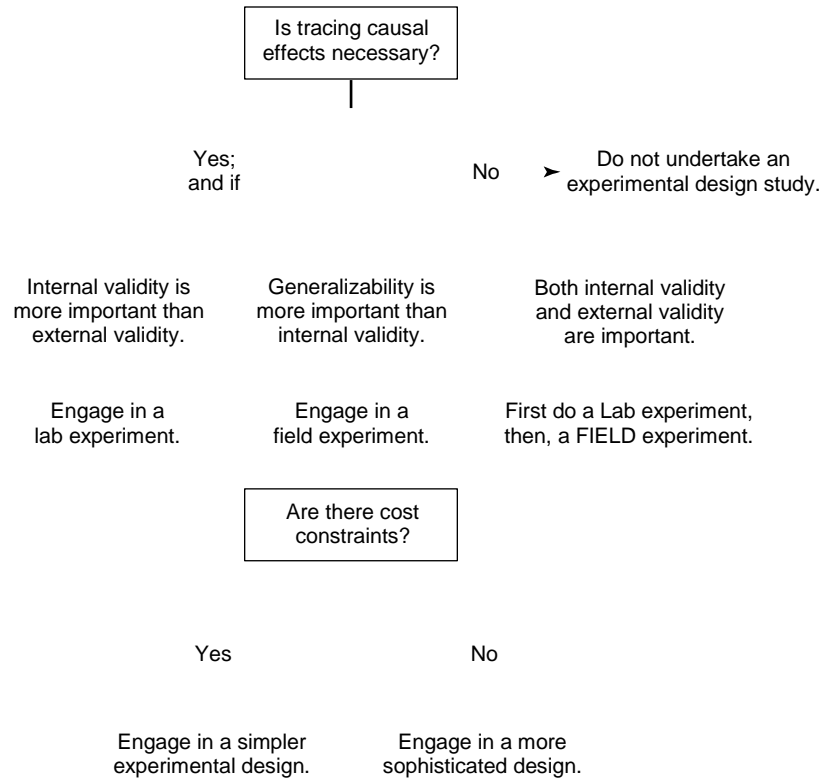 Is tracing causal
effects necessary?
Yes;
and if
No
Do not undertake an
experimental design study.
Internal validity is
more important than
external validity.
Generalizability is
more important than
internal validity.
Both internal validity
and external validity
are important.
Engage in a
lab experiment.
Engage in a
field experiment.
First do a Lab experiment,
then, a FIELD experiment.
Are there cost
constraints?
Yes
No
Engage in a simpler
experimental design.
Engage in a more
sophisticated design.